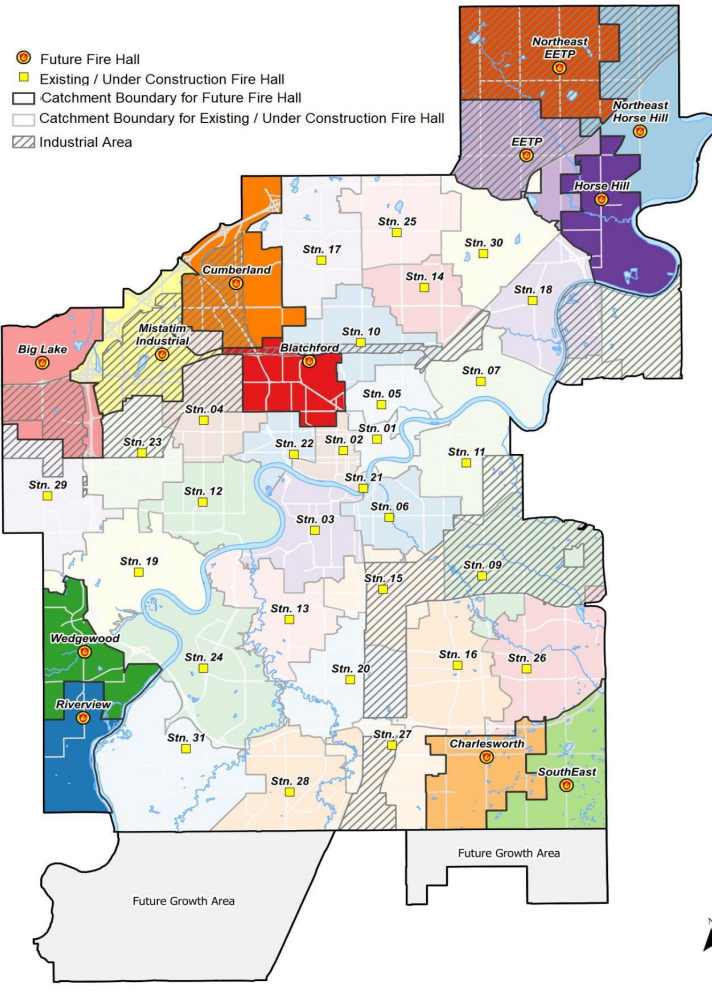 Future Fire Hall
Existing / Under Construction Fire Hall
Catchment Boundary for Future Fire Hall
Catchment Boundary for Existing / Under Construction Fire Hall
Industrial Area
Northeast
EETP
Northeast
Horse Hill
EETP
Horse Hill
Stn. 25
Stn. 17
Stn. 30
Cumberland
Stn. 14
Stn. 18
Mistatim
Industrial
Stn. 10
Big Lake
Blatchford
Stn. 07
Stn. 05
Stn. 04
Stn. 01
Stn. 23
Stn. 22
Stn. 02
Stn. 11
Stn. 29
Stn. 12
Stn. 21
Stn. 06
Stn. 03
Stn. 19
Stn. 15
Stn. 09
Stn. 13
Wedgewood
Stn. 24
Stn. 20
Stn. 16
Stn. 26
Riverview
Stn. 31
Stn. 27
Charlesworth
SouthEast
Stn. 28
Future Growth Area
Future Growth Area
N